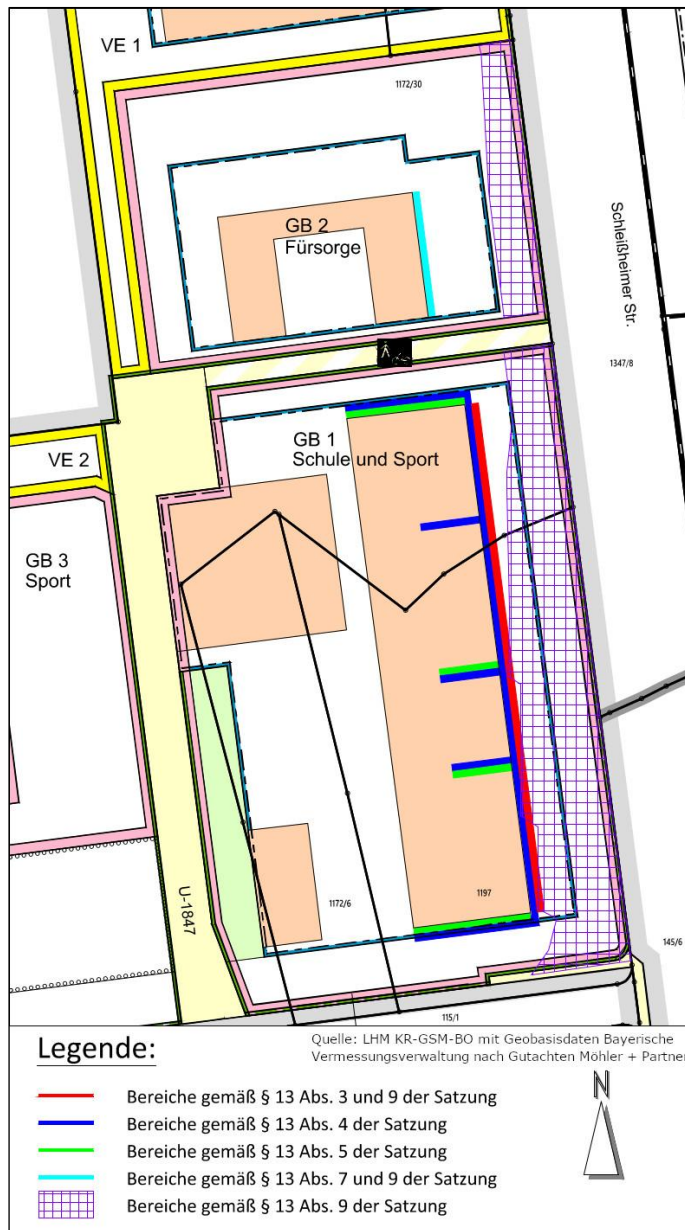 VE 1
1172/30
GB 2
Fürsorge
Schleißheimer Str.
1347/8
GB 1
Schule und Sport
VE 2
GB 3
Sport
U-1847
1172/6
1197
145/6
115/1
Legende:
Quelle: LHM KR-GSM-BO mit Geobasisdaten Bayerische
Vermessungsverwaltung nach Gutachten Möhler + Partner
N
Bereiche gemäß § 13 Abs. 3 und 9 der Satzung
Bereiche gemäß § 13 Abs. 4 der Satzung
Bereiche gemäß § 13 Abs. 5 der Satzung
Bereiche gemäß § 13 Abs. 7 und 9 der Satzung
Bereiche gemäß § 13 Abs. 9 der Satzung